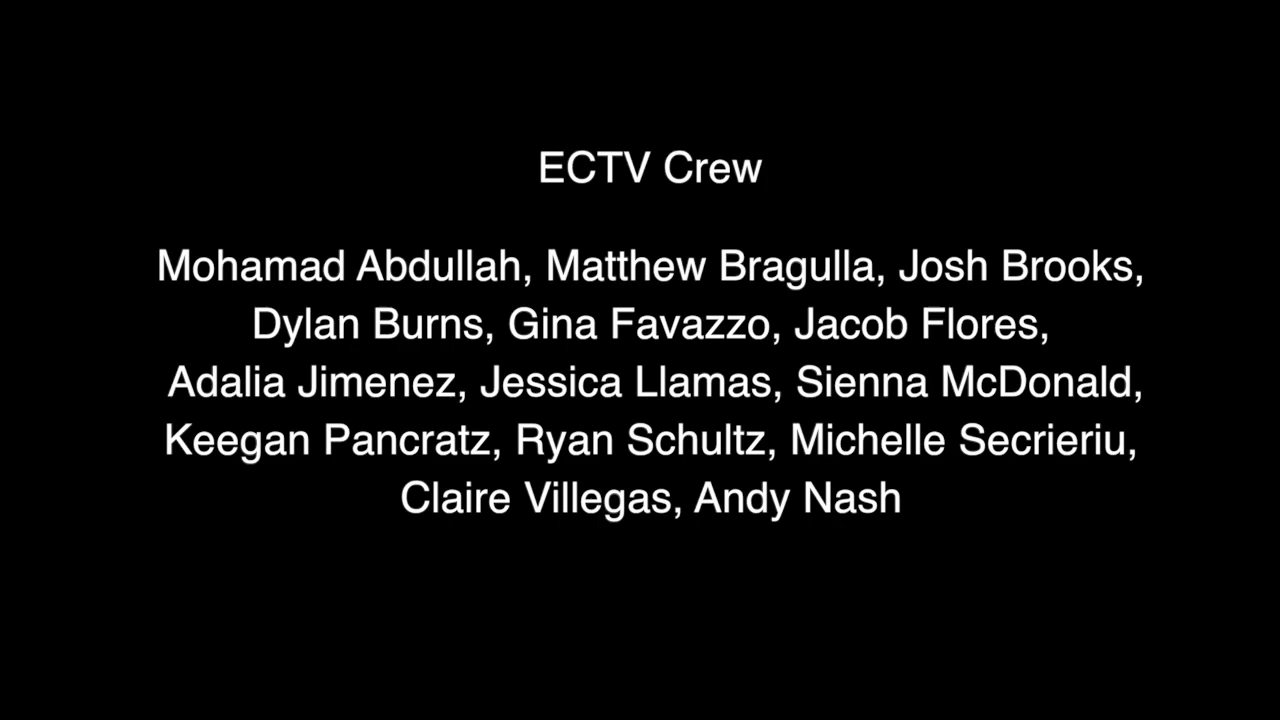 ECTV Crew
Mohamad Abdullah, Matthew Bragulla, Josh Brooks,
Dylan Burns, Gina Favazzo, Jacob Flores,
Adalia Jimenez, Jessica Llamas, Sienna McDonald,
Keegan Pancratz, Ryan Schultz, Michelle Secrieriu,
Claire Villegas, Andy Nash